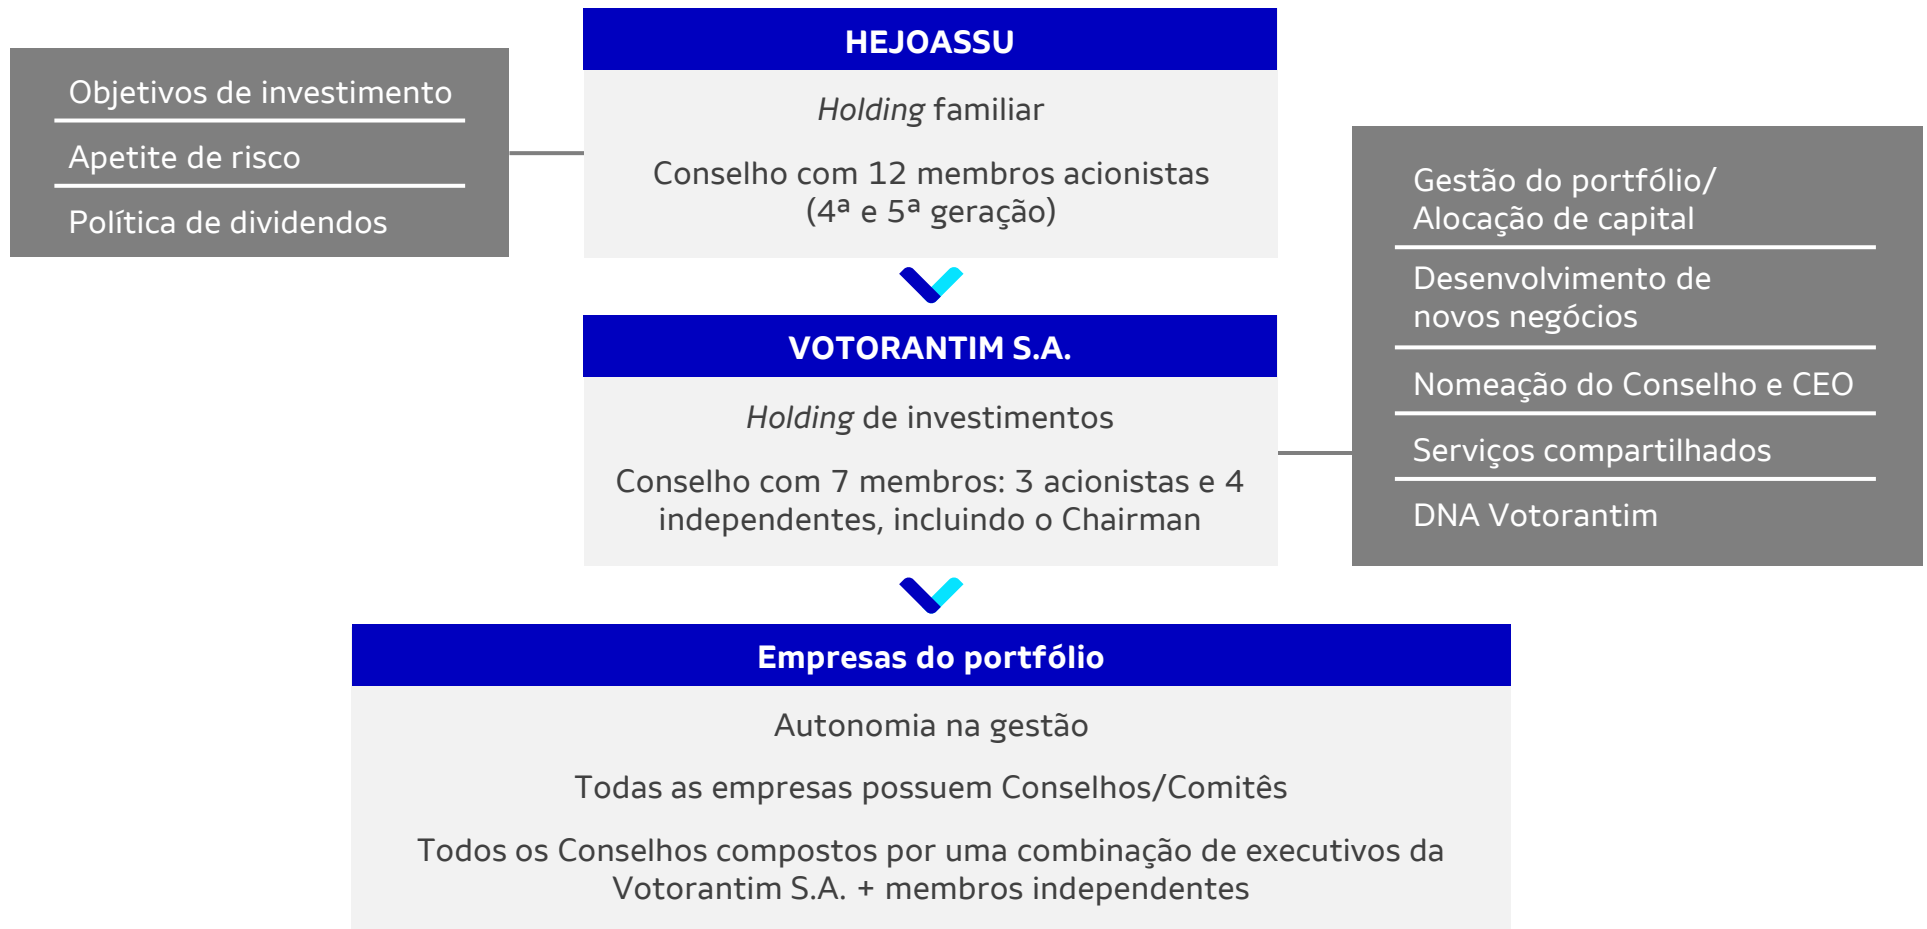 HEJOASSU
Holding familiar
Conselho com 12 membros acionistas
(4ª e 5ª geração)
Objetivos de investimento
Apetite de risco
Política de dividendos
VOTORANTIM S.A.
Holding de investimentos
Conselho com 7 membros: 3 acionistas e 4
independentes, incluindo o Chairman
Gestão do portfólio/
Alocação de capital
Desenvolvimento de
novos negócios
Nomeação do Conselho e CEO
Serviços compartilhados
DNA Votorantim
Empresas do portfólio
Autonomia na gestão
Todas as empresas possuem Conselhos/Comitês
Todos os Conselhos compostos por uma combinação de executivos da
Votorantim S.A. + membros independentes